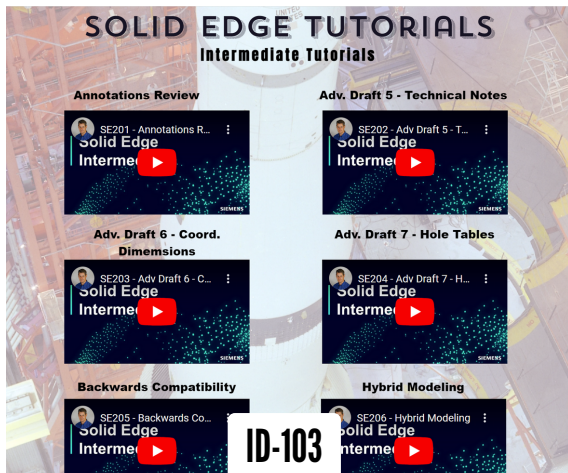 SOLID EDGE TUTORIALS
Intermediate Tutorials
UNITED
Annotations Review
Adv. Draft 5 - Technical Notes
SE201 - Annotations R...
Solid Edge
Interme
SIEMENS
SE202 - Adv Draft 5 - T...
Solid Edge
Interme
SIEMENS
Adv. Draft 6 - Coord.
Dimemsions
Adv. Draft 7 - Hole Tables
SE203 - Adv Draft 6 - C...
Solid Edge
Interme
SIEMENS
SE204 - Adv Draft 7 - H...
Solid Edge
Interme
SIEMENS
Backwards Compatibility
Hybrid Modeling
SE205 - Backwards Co...
Solid Edge
Interme
SE206 - Hybrid Modeling
Solid Edge
nterme
ID-103